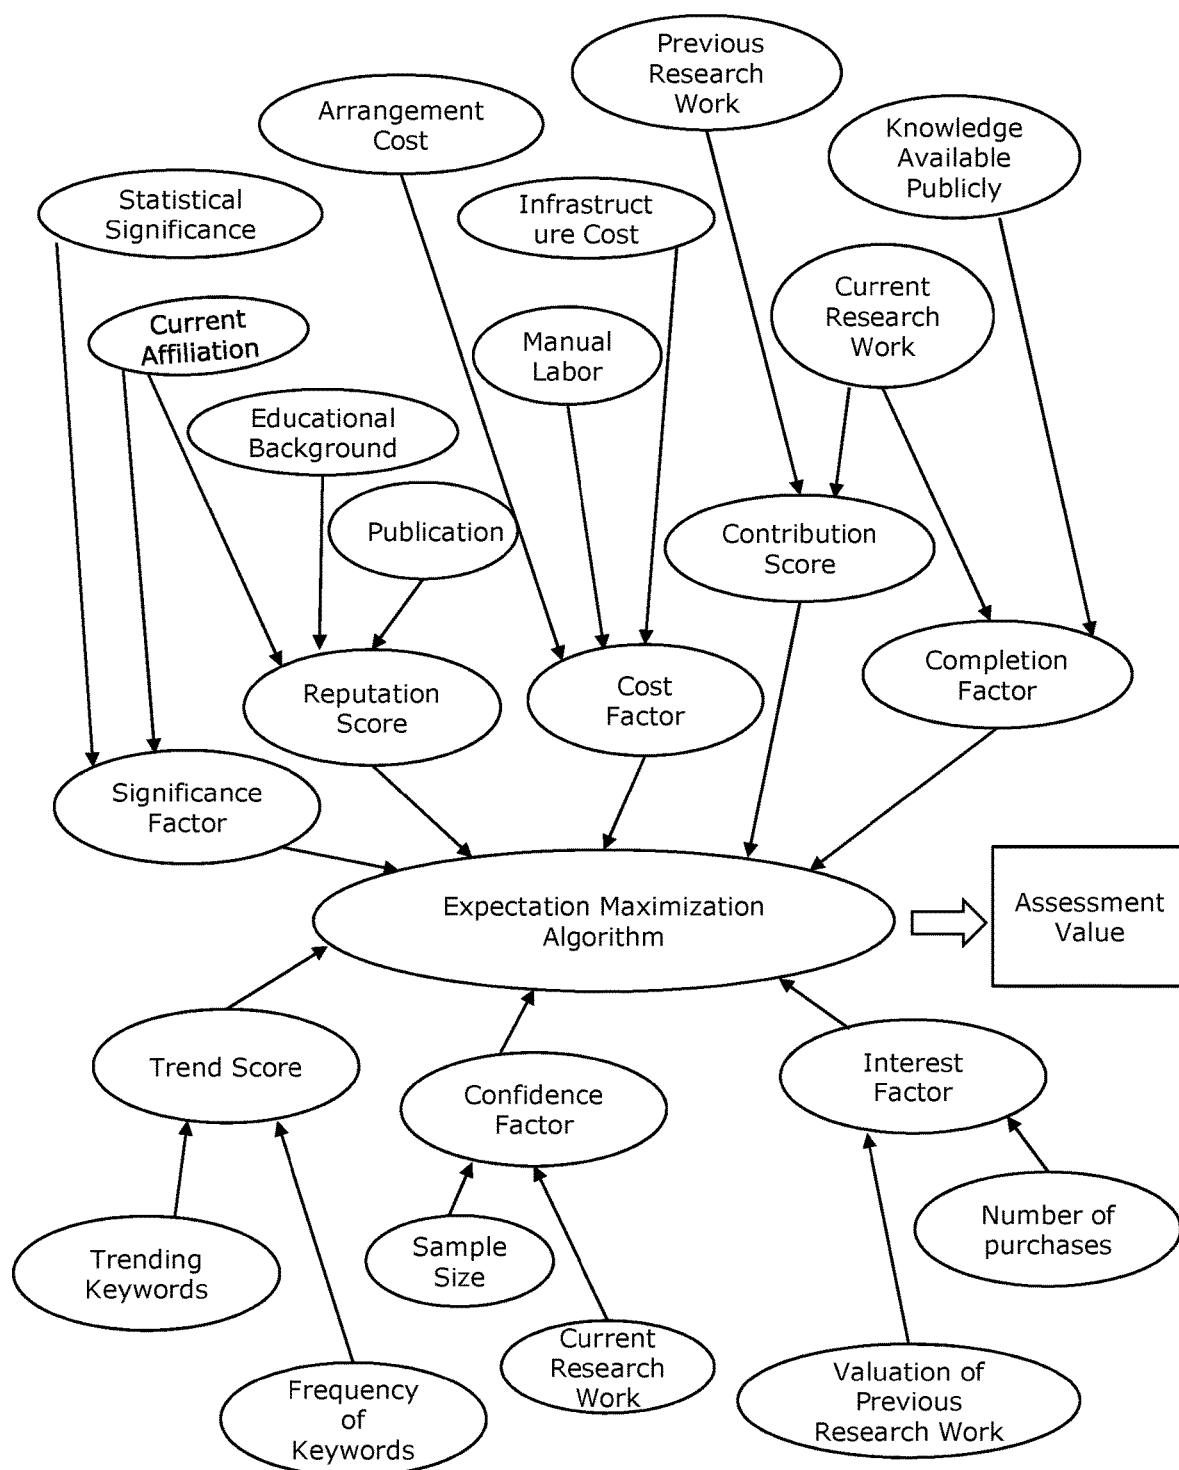 Previous
Research
Work
Arrangement
Cost
Knowledge
Available
Publicly
Statistical
Significance
Infrastruct
ure Cost
Current
Research
Work
Current
Affiliation
Manual
Labor
Educational
Background
Publication
Contribution
Score
Completion
Factor
Reputation
Score
Cost
Factor
Significance
Factor
Expectation Maximization
Algorithm
Assessment
Value
Trend Score
Confidence
Factor
Interest
Factor
Trending
Keywords
Sample
Size
Number of
purchases
Current
Research
Work
Frequency
of
Keywords
Valuation of
Previous
Research Work